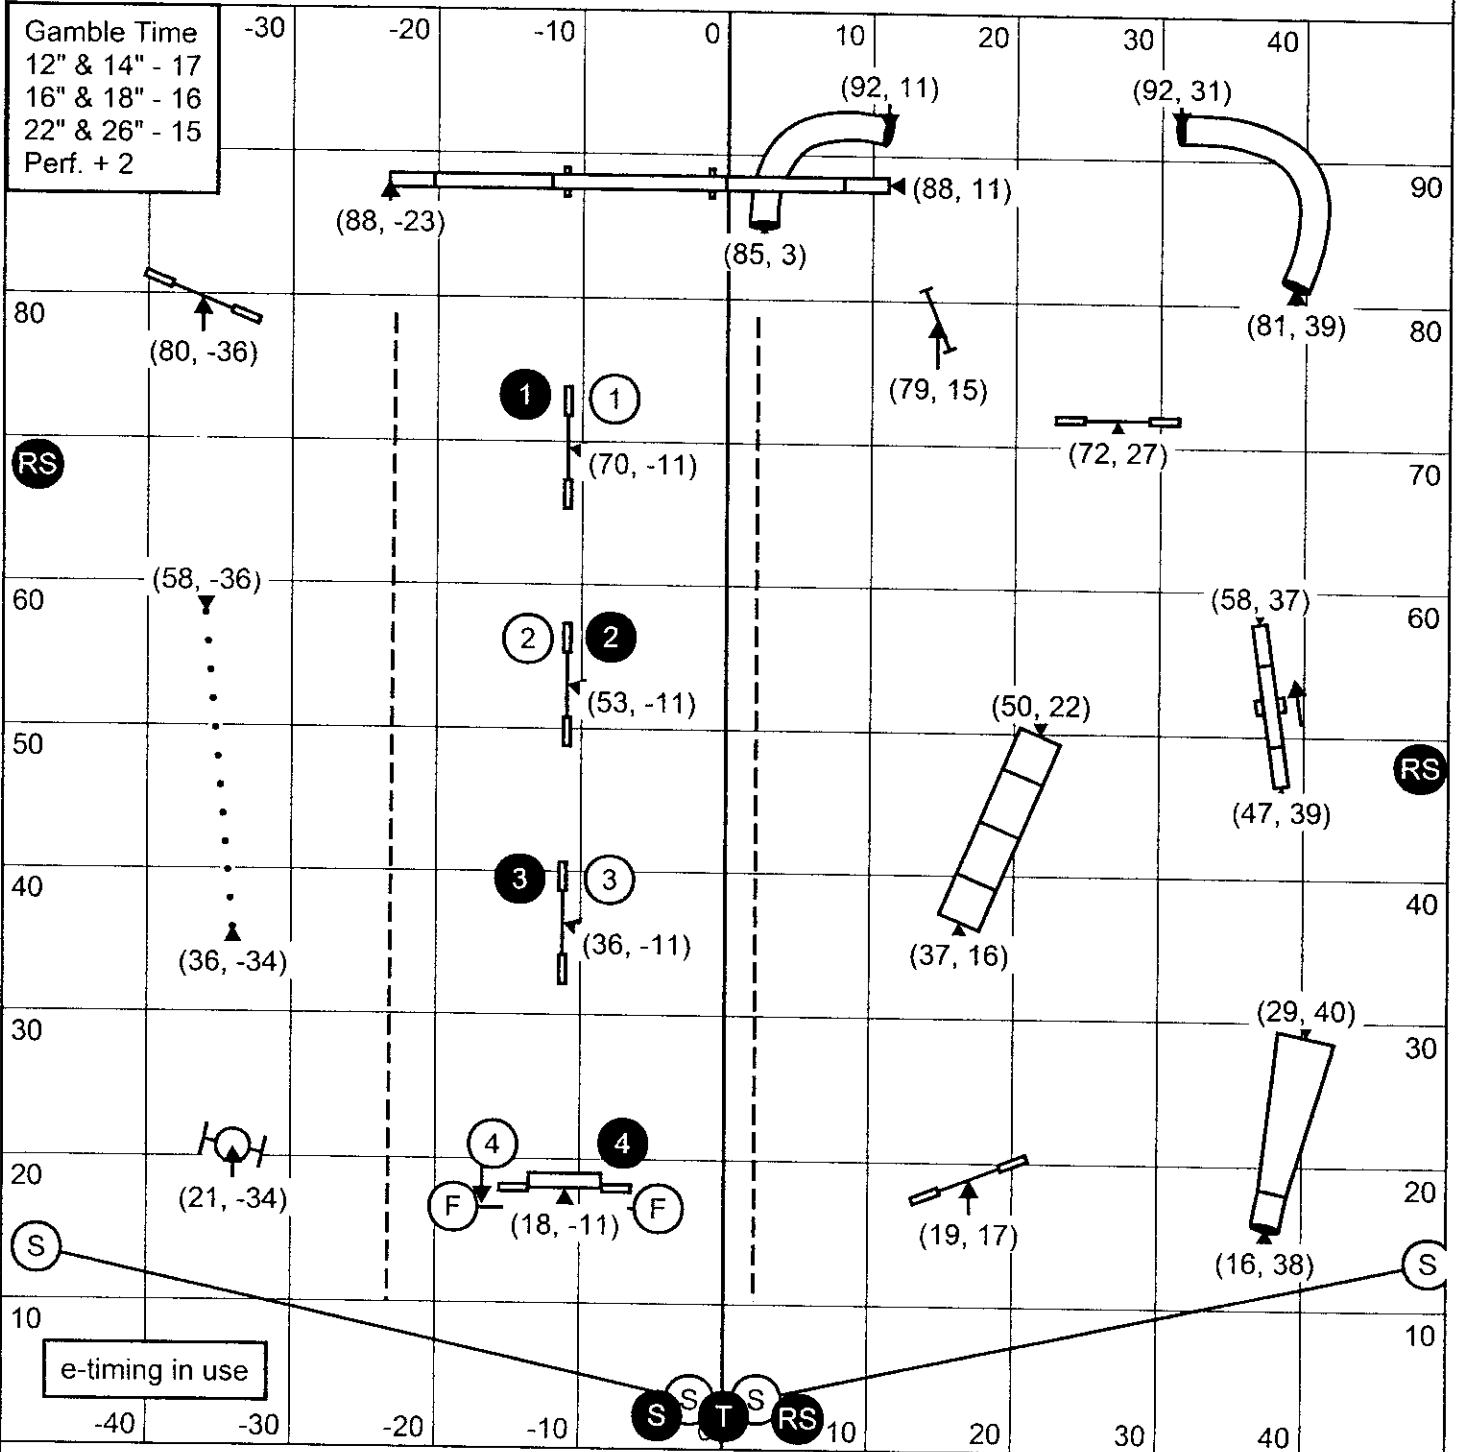 Gamble Time
12" & 14" - 17
16" & 18" - 16
22" & 26" - 15
Perf. + 2
-30 -20 -10 0 10 20 30 40
(92, 11) (92, 31)
90
(88, 11)
(88, -23)
(85, 3)
80 (81, 39) 80
(80, -36)
(79, 15)
1 1
(72, 27)
RS (70, -11) 70
(58, -36)
60 (58, 37) 60
2 2
(53, -11) (50, 22)
50 RS
(47, 39)
40 3 3 40
(36, -11) (37, 16)
(36, -34)
(29, 40)
30 30
4 4
20 20
(21, -34) F (18, -11) F
(19, 17)
S (16, 38) S
10 10
e-timing in use
S S
S T RS
-40 -30 -20 -10 0 10 20 30 40